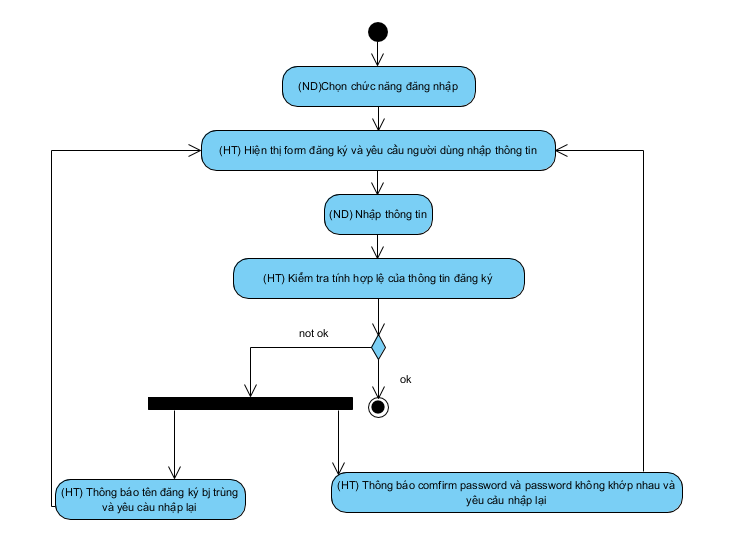 (ND)Chọn chức năng đăng nhập
(HT) Hiện thị form đăng ký và yêu cầu người dùng nhập thông tin
(ND) Nhập thông tin
(HT) Kiểm tra tính hợp lệ của thông tin đăng ký
not ok
ok
(HT) Thông báo tên đăng ký bị trùng
và yêu cầu nhập lại
(HT) Thông báo comfirm password và password không khớp nhau và
yêu cầu nhập lại